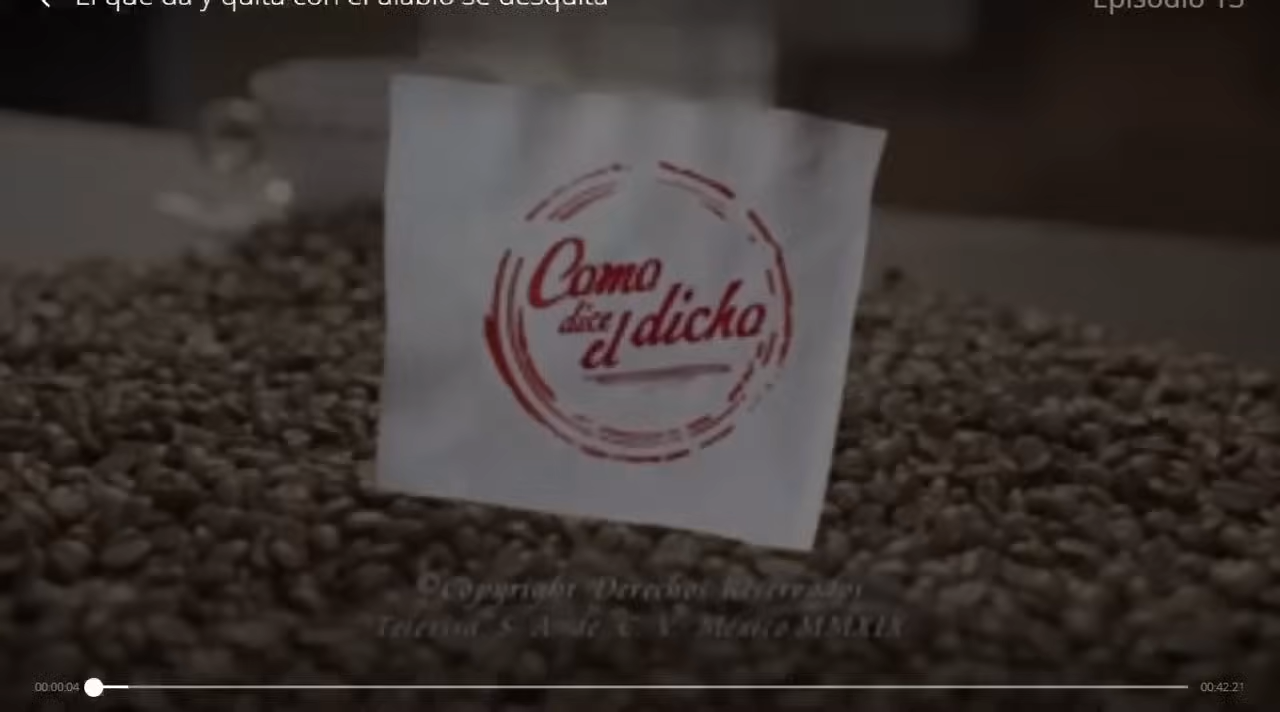 El que da y quita con el diablo se desquita
Episodio 15
Como
dice
el dicho
©Copyright Derechos Reservados
Televisa S. A. de C. V. México MMXIX
00:00:04
00:42:21